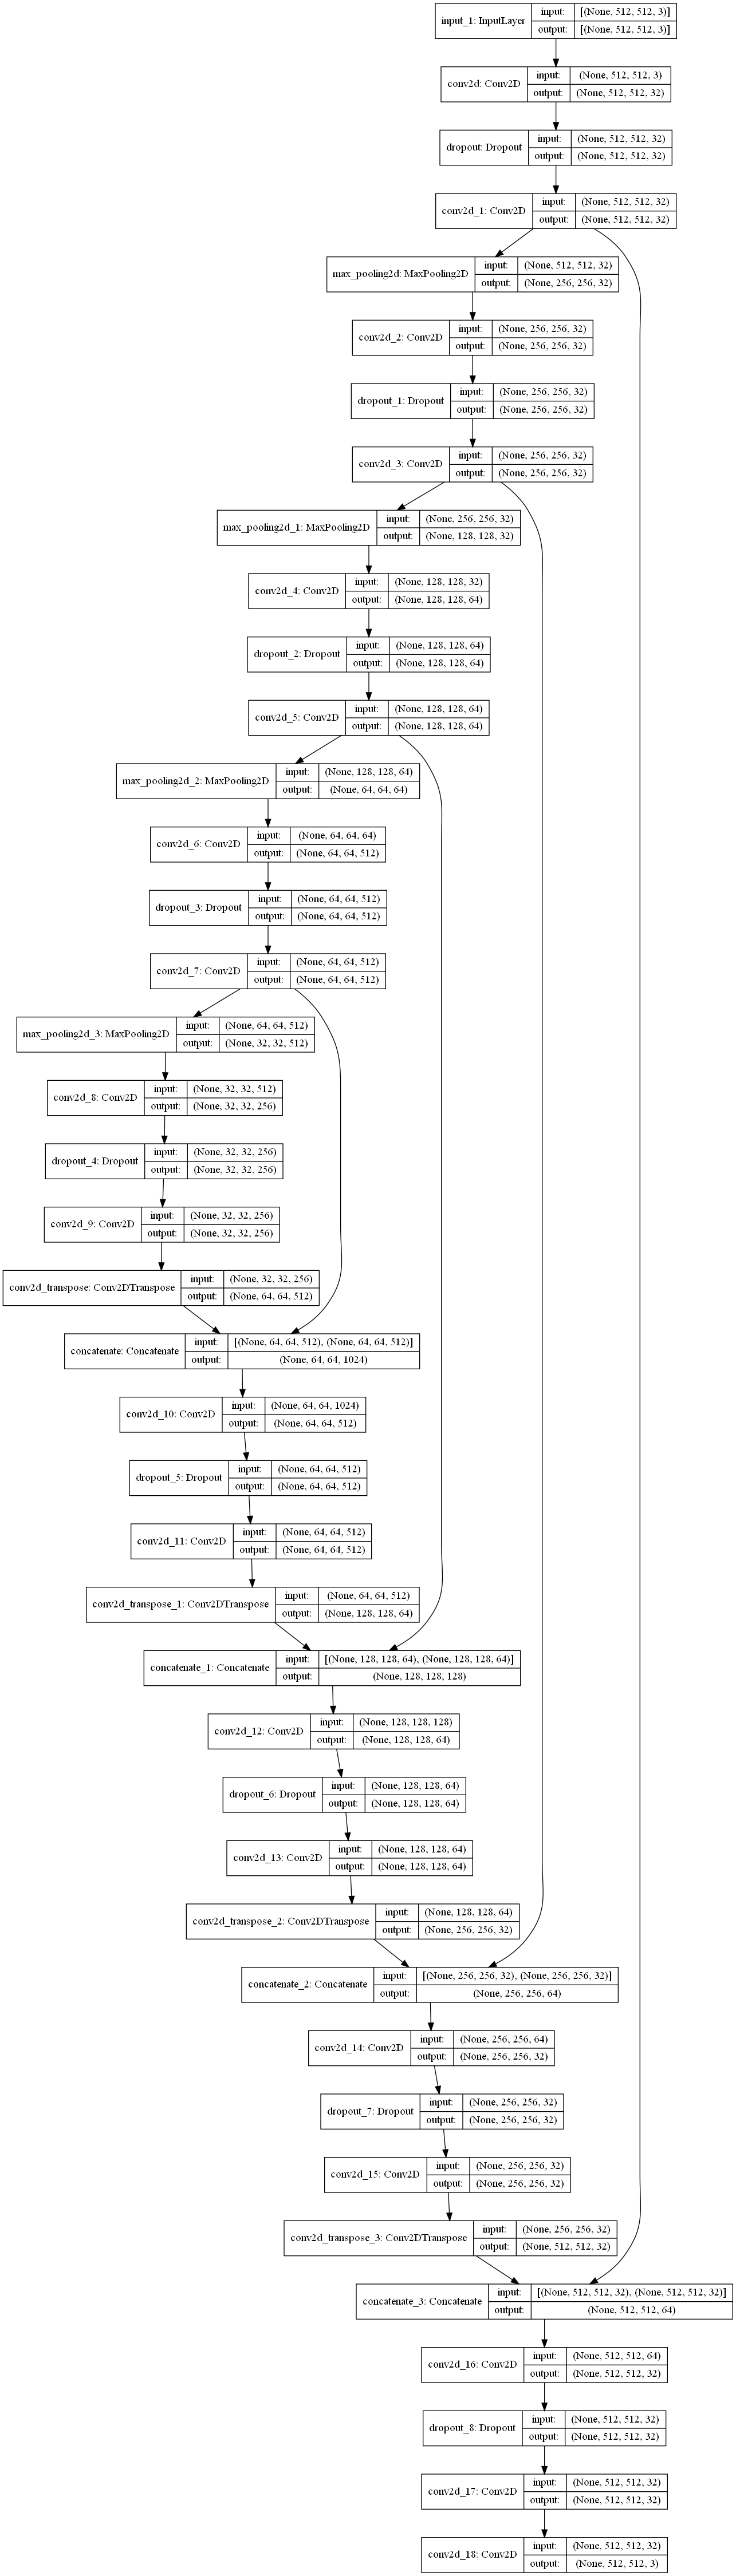 input_1: InputLayer
input: [(None, 512, 512, 3)]
output: [(None, 512, 512, 3)]
conv2d: Conv2D
input: (None, 512, 512, 3)
output: (None, 512, 512, 32)
dropout: Dropout
input: (None, 512, 512, 32)
output: (None, 512, 512, 32)
conv2d_1: Conv2D
input: (None, 512, 512, 32)
output: (None, 512, 512, 32)
max_pooling2d: MaxPooling2D
input: (None, 512, 512, 32)
output: (None, 256, 256, 32)
conv2d_2: Conv2D
input: (None, 256, 256, 32)
output: (None, 256, 256, 32)
dropout_1: Dropout
input: (None, 256, 256, 32)
output: (None, 256, 256, 32)
conv2d_3: Conv2D
input: (None, 256, 256, 32)
output: (None, 256, 256, 32)
max_pooling2d_1: MaxPooling2D
input: (None, 256, 256, 32)
output: (None, 128, 128, 32)
conv2d_4: Conv2D
input: (None, 128, 128, 32)
output: (None, 128, 128, 64)
dropout_2: Dropout
input: (None, 128, 128, 64)
output: (None, 128, 128, 64)
conv2d_5: Conv2D
input: (None, 128, 128, 64)
output: (None, 128, 128, 64)
max_pooling2d_2: MaxPooling2D
input: (None, 128, 128, 64)
output: (None, 64, 64, 64)
conv2d_6: Conv2D
input: (None, 64, 64, 64)
output: (None, 64, 64, 512)
dropout_3: Dropout
input: (None, 64, 64, 512)
output: (None, 64, 64, 512)
conv2d_7: Conv2D
input: (None, 64, 64, 512)
output: (None, 64, 64, 512)
max_pooling2d_3: MaxPooling2D
input: (None, 64, 64, 512)
output: (None, 32, 32, 512)
conv2d_8: Conv2D
input: (None, 32, 32, 512)
output: (None, 32, 32, 256)
dropout_4: Dropout
input: (None, 32, 32, 256)
output: (None, 32, 32, 256)
conv2d_9: Conv2D
input: (None, 32, 32, 256)
output: (None, 32, 32, 256)
conv2d_transpose: Conv2DTranspose
input: (None, 32, 32, 256)
output: (None, 64, 64, 512)
concatenate: Concatenate
input: [(None, 64, 64, 512), (None, 64, 64, 512)]
output: (None, 64, 64, 1024)
conv2d_10: Conv2D
input: (None, 64, 64, 1024)
output: (None, 64, 64, 512)
dropout_5: Dropout
input: (None, 64, 64, 512)
output: (None, 64, 64, 512)
conv2d_11: Conv2D
input: (None, 64, 64, 512)
output: (None, 64, 64, 512)
conv2d_transpose_1: Conv2DTranspose
input: (None, 64, 64, 512)
output: (None, 128, 128, 64)
concatenate_1: Concatenate
input: [(None, 128, 128, 64), (None, 128, 128, 64)]
output: (None, 128, 128, 128)
conv2d_12: Conv2D
input: (None, 128, 128, 128)
output: (None, 128, 128, 64)
dropout_6: Dropout
input: (None, 128, 128, 64)
output: (None, 128, 128, 64)
conv2d_13: Conv2D
input: (None, 128, 128, 64)
output: (None, 128, 128, 64)
conv2d_transpose_2: Conv2DTranspose
input: (None, 128, 128, 64)
output: (None, 256, 256, 32)
concatenate_2: Concatenate
input: [(None, 256, 256, 32), (None, 256, 256, 32)]
output: (None, 256, 256, 64)
conv2d_14: Conv2D
input: (None, 256, 256, 64)
output: (None, 256, 256, 32)
dropout_7: Dropout
input: (None, 256, 256, 32)
output: (None, 256, 256, 32)
conv2d_15: Conv2D
input: (None, 256, 256, 32)
output: (None, 256, 256, 32)
conv2d_transpose_3: Conv2DTranspose
input: (None, 256, 256, 32)
output: (None, 512, 512, 32)
concatenate_3: Concatenate
input: [(None, 512, 512, 32), (None, 512, 512, 32)]
output: (None, 512, 512, 64)
conv2d_16: Conv2D
input: (None, 512, 512, 64)
output: (None, 512, 512, 32)
dropout_8: Dropout
input: (None, 512, 512, 32)
output: (None, 512, 512, 32)
conv2d_17: Conv2D
input: (None, 512, 512, 32)
output: (None, 512, 512, 32)
conv2d_18: Conv2D
input: (None, 512, 512, 32)
output: (None, 512, 512, 3)